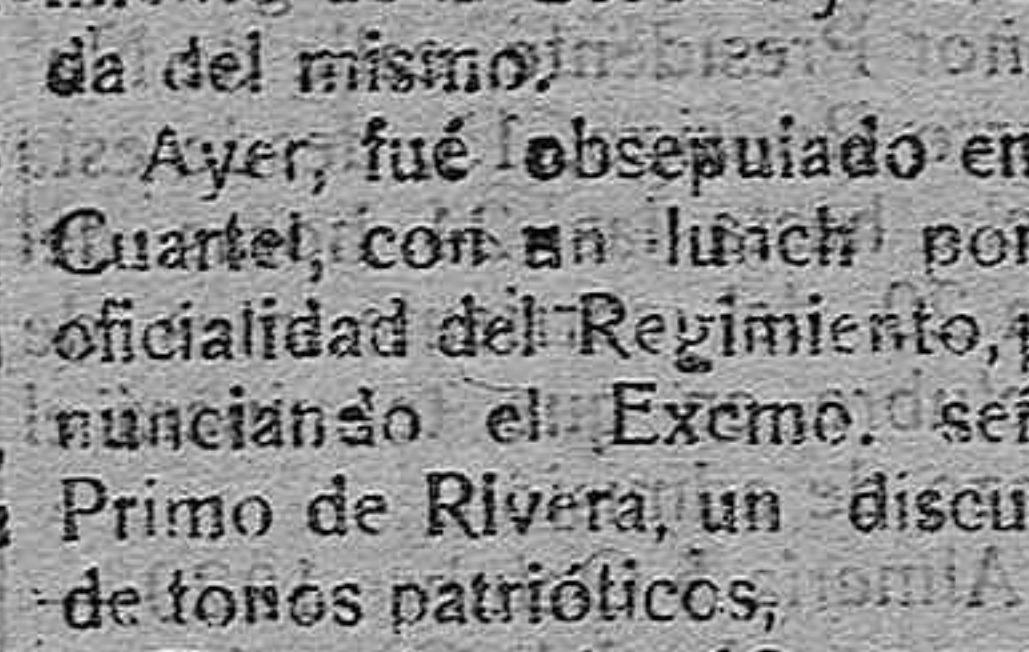 da del mismo.
Ayer, fué obsepuiado en
Cuartel, con un lunch por
oficialidad del Regimiento,
nunciando el Excmo. señ
Primo de Rivera, un discu
de tonos patrióticos,